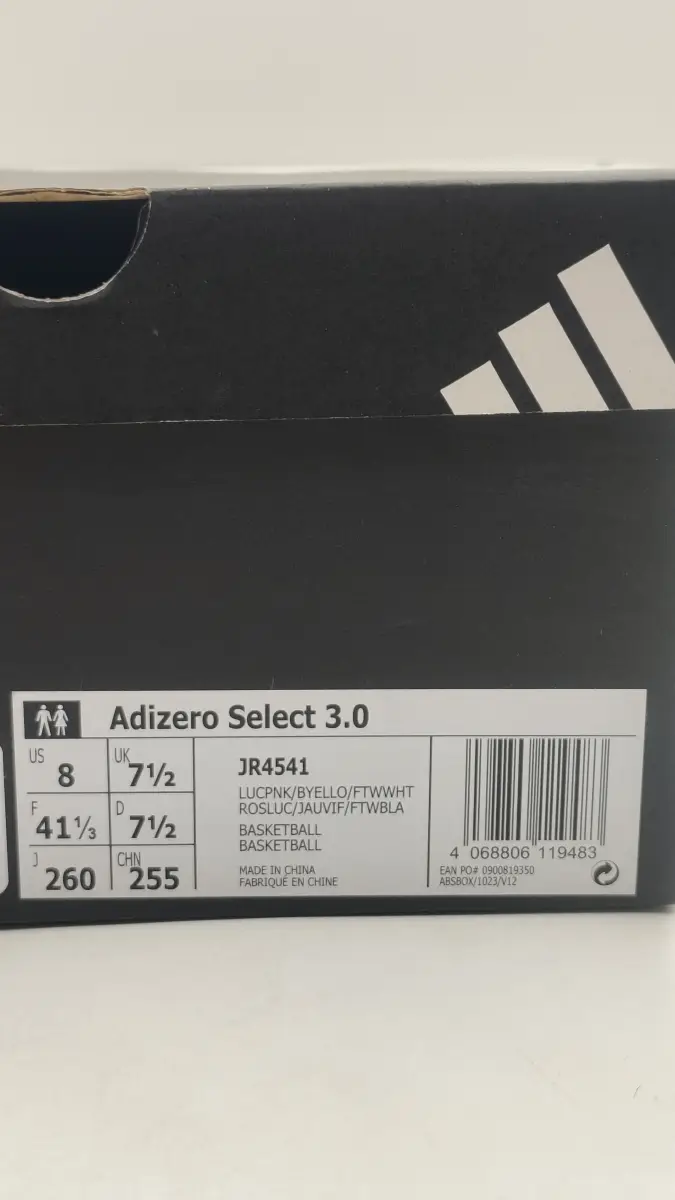 Adizero Select 3.0
US 8
UK 7½
F 41⅓
D 7½
J 260
CHN 255
JR4541
LUCPNK/BYELLO/FTWWHT
ROSLUC/JAUVIF/FTWBLA
BASKETBALL
BASKETBALL
MADE IN CHINA
FABRIQUÉ EN CHINE
4 068806 119483
EAN PO# 0900819350
ABSBOX/1023/V12